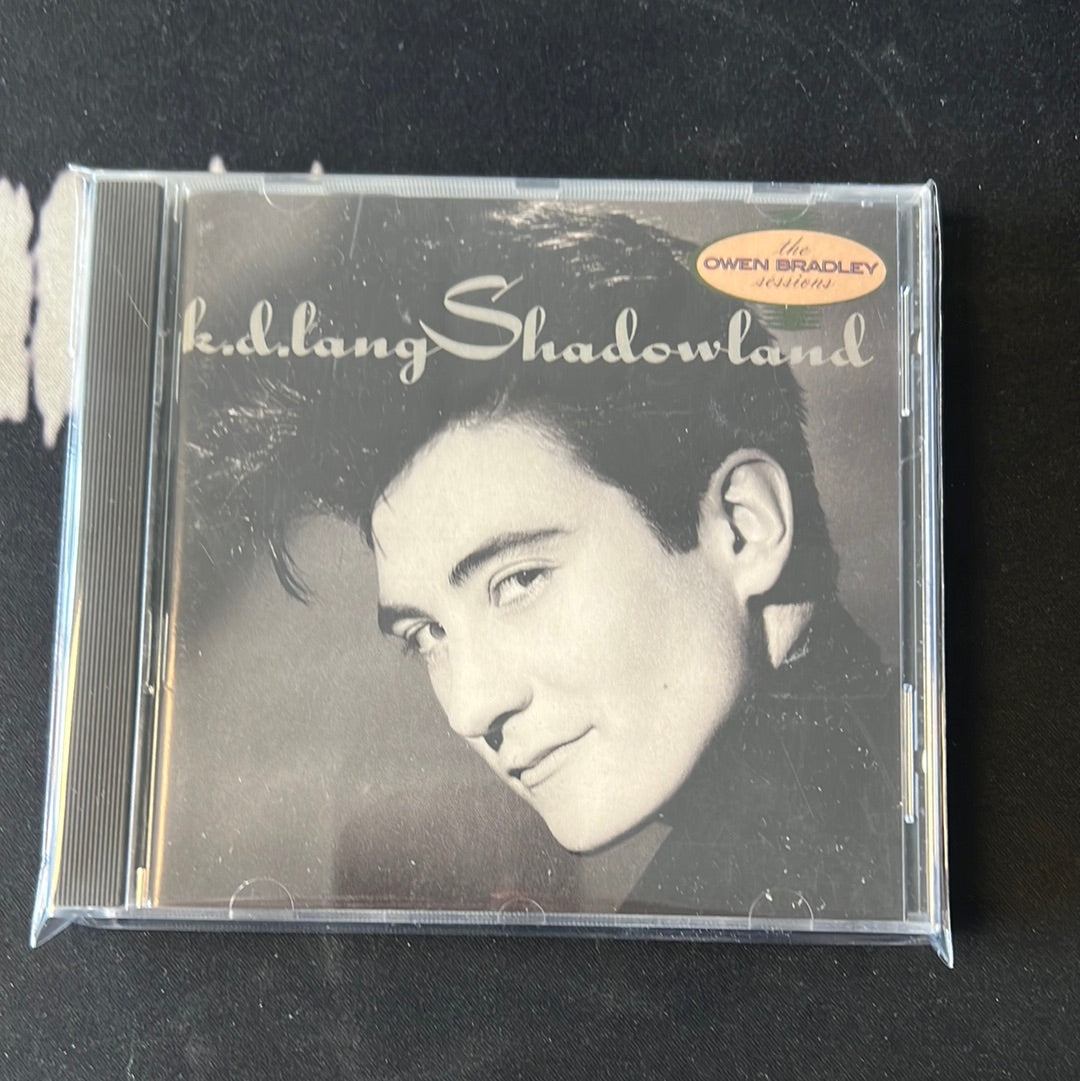 the
OWEN BRADLEY
sessions
k.d.lang Shadowland